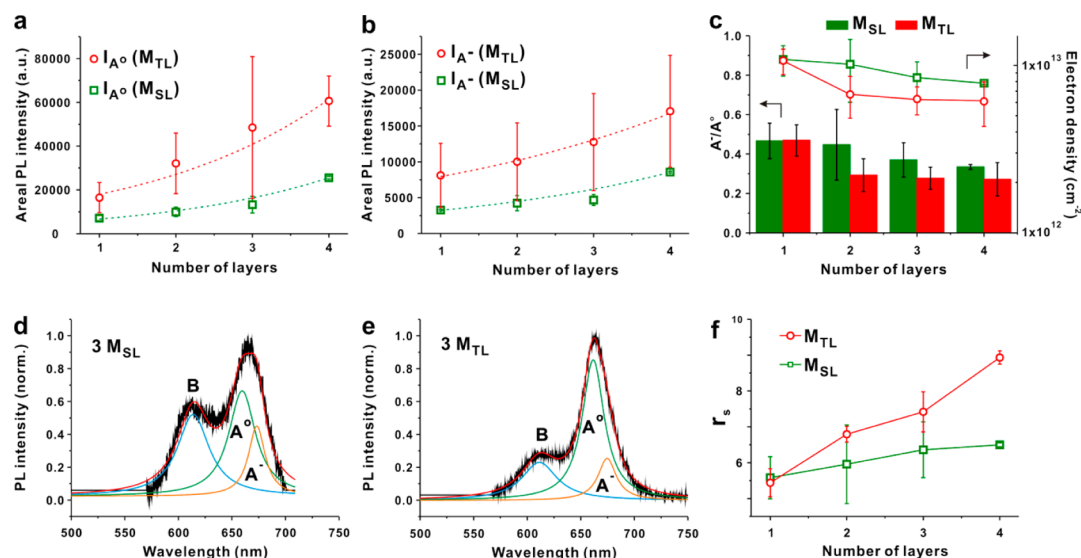 a
I_A° (M_TL)
I_A° (M_SL)
Areal PL intensity (a.u.)
80000
60000
40000
20000
0
1 2 3 4
Number of layers
b
I_A- (M_TL)
I_A- (M_SL)
Areal PL intensity (a.u.)
25000
20000
15000
10000
5000
0
1 2 3 4
Number of layers
c
M_SL M_TL
A⁻/A°
1.0
0.8
0.6
0.4
0.2
0.0
1 2 3 4
Number of layers
1x10¹³
1x10¹²
Electron density (cm⁻²)
d
3 M_SL
B
A°
A⁻
PL intensity (norm.)
1.0
0.8
0.6
0.4
0.2
0.0
500 550 600 650 700 750
Wavelength (nm)
e
3 M_TL
B
A°
A⁻
PL intensity (norm.)
1.0
0.8
0.6
0.4
0.2
0.0
500 550 600 650 700 750
Wavelength (nm)
f
M_TL
M_SL
r_s
10
9
8
7
6
1 2 3 4
Number of layers